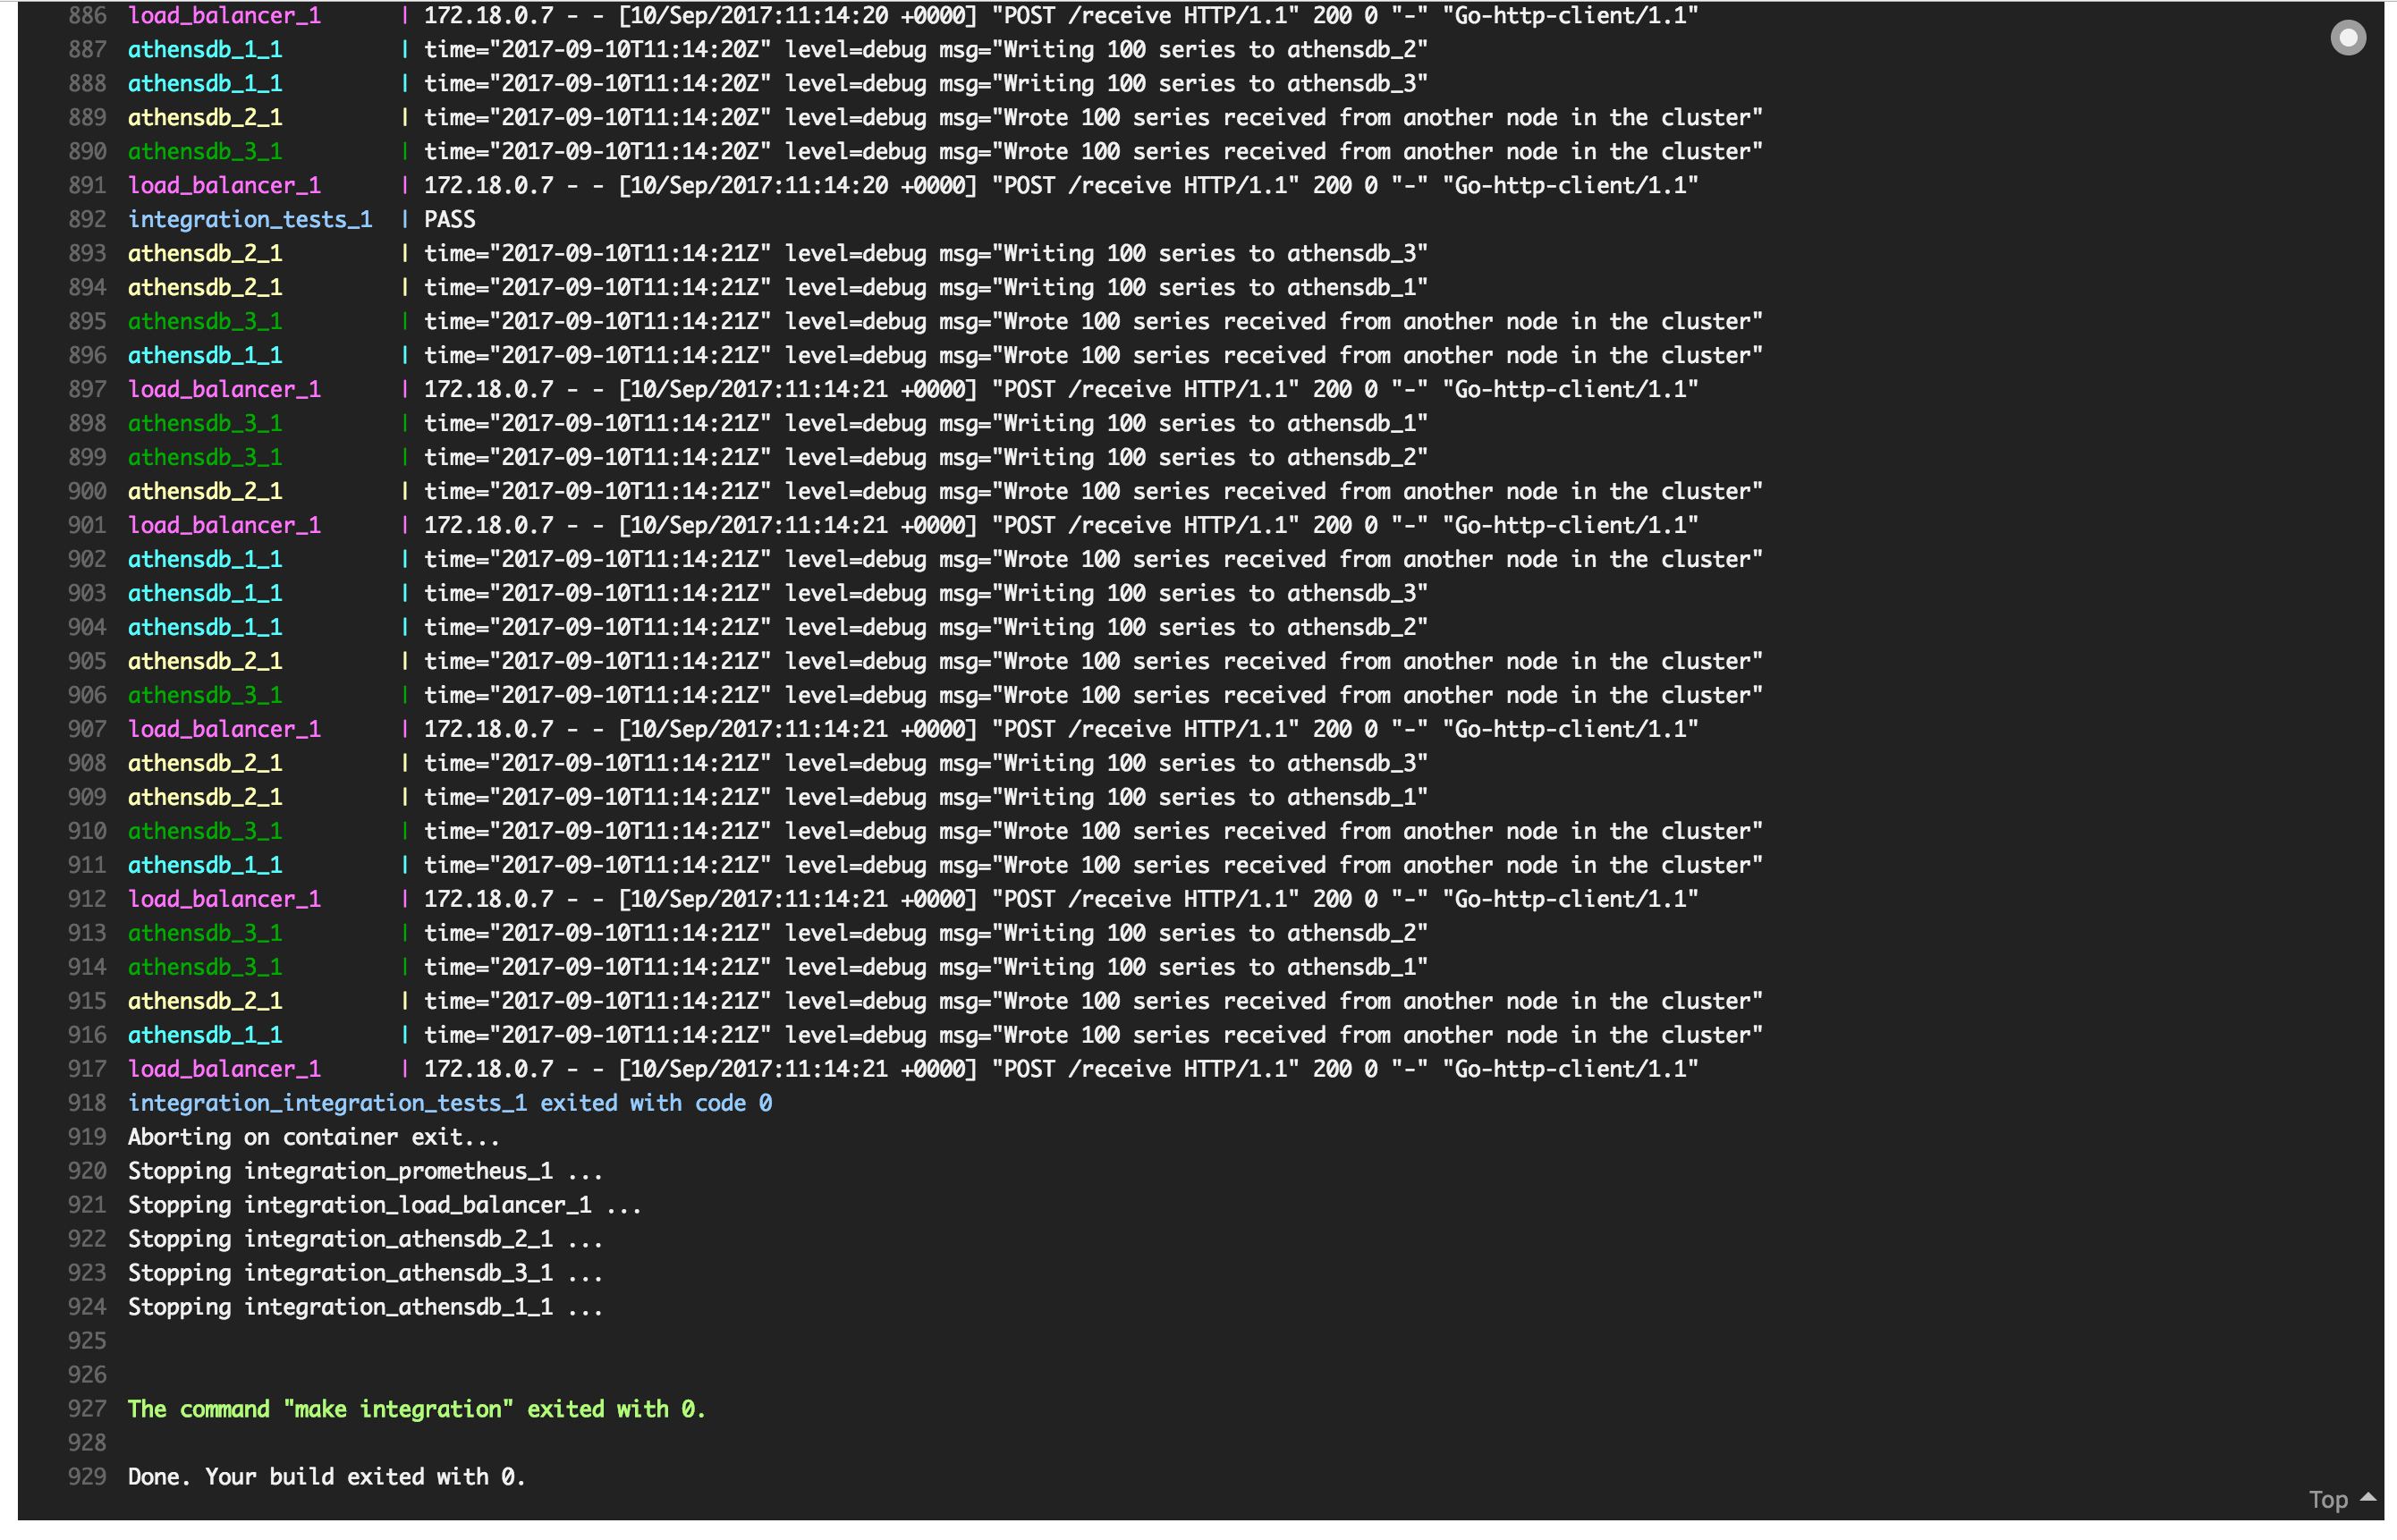 886 load_balancer_1 | 172.18.0.7 - - [10/Sep/2017:11:14:20 +0000] "POST /receive HTTP/1.1" 200 0 "-" "Go-http-client/1.1"
887 athensdb_1_1 | time="2017-09-10T11:14:20Z" level=debug msg="Writing 100 series to athensdb_2"
888 athensdb_1_1 | time="2017-09-10T11:14:20Z" level=debug msg="Writing 100 series to athensdb_3"
889 athensdb_2_1 | time="2017-09-10T11:14:20Z" level=debug msg="Wrote 100 series received from another node in the cluster"
890 athensdb_3_1 | time="2017-09-10T11:14:20Z" level=debug msg="Wrote 100 series received from another node in the cluster"
891 load_balancer_1 | 172.18.0.7 - - [10/Sep/2017:11:14:20 +0000] "POST /receive HTTP/1.1" 200 0 "-" "Go-http-client/1.1"
892 integration_tests_1 | PASS
893 athensdb_2_1 | time="2017-09-10T11:14:21Z" level=debug msg="Writing 100 series to athensdb_3"
894 athensdb_2_1 | time="2017-09-10T11:14:21Z" level=debug msg="Writing 100 series to athensdb_1"
895 athensdb_3_1 | time="2017-09-10T11:14:21Z" level=debug msg="Wrote 100 series received from another node in the cluster"
896 athensdb_1_1 | time="2017-09-10T11:14:21Z" level=debug msg="Wrote 100 series received from another node in the cluster"
897 load_balancer_1 | 172.18.0.7 - - [10/Sep/2017:11:14:21 +0000] "POST /receive HTTP/1.1" 200 0 "-" "Go-http-client/1.1"
898 athensdb_3_1 | time="2017-09-10T11:14:21Z" level=debug msg="Writing 100 series to athensdb_1"
899 athensdb_3_1 | time="2017-09-10T11:14:21Z" level=debug msg="Writing 100 series to athensdb_2"
900 athensdb_2_1 | time="2017-09-10T11:14:21Z" level=debug msg="Wrote 100 series received from another node in the cluster"
901 load_balancer_1 | 172.18.0.7 - - [10/Sep/2017:11:14:21 +0000] "POST /receive HTTP/1.1" 200 0 "-" "Go-http-client/1.1"
902 athensdb_1_1 | time="2017-09-10T11:14:21Z" level=debug msg="Wrote 100 series received from another node in the cluster"
903 athensdb_1_1 | time="2017-09-10T11:14:21Z" level=debug msg="Writing 100 series to athensdb_3"
904 athensdb_1_1 | time="2017-09-10T11:14:21Z" level=debug msg="Writing 100 series to athensdb_2"
905 athensdb_2_1 | time="2017-09-10T11:14:21Z" level=debug msg="Wrote 100 series received from another node in the cluster"
906 athensdb_3_1 | time="2017-09-10T11:14:21Z" level=debug msg="Wrote 100 series received from another node in the cluster"
907 load_balancer_1 | 172.18.0.7 - - [10/Sep/2017:11:14:21 +0000] "POST /receive HTTP/1.1" 200 0 "-" "Go-http-client/1.1"
908 athensdb_2_1 | time="2017-09-10T11:14:21Z" level=debug msg="Writing 100 series to athensdb_3"
909 athensdb_2_1 | time="2017-09-10T11:14:21Z" level=debug msg="Writing 100 series to athensdb_1"
910 athensdb_3_1 | time="2017-09-10T11:14:21Z" level=debug msg="Wrote 100 series received from another node in the cluster"
911 athensdb_1_1 | time="2017-09-10T11:14:21Z" level=debug msg="Wrote 100 series received from another node in the cluster"
912 load_balancer_1 | 172.18.0.7 - - [10/Sep/2017:11:14:21 +0000] "POST /receive HTTP/1.1" 200 0 "-" "Go-http-client/1.1"
913 athensdb_3_1 | time="2017-09-10T11:14:21Z" level=debug msg="Writing 100 series to athensdb_2"
914 athensdb_3_1 | time="2017-09-10T11:14:21Z" level=debug msg="Writing 100 series to athensdb_1"
915 athensdb_2_1 | time="2017-09-10T11:14:21Z" level=debug msg="Wrote 100 series received from another node in the cluster"
916 athensdb_1_1 | time="2017-09-10T11:14:21Z" level=debug msg="Wrote 100 series received from another node in the cluster"
917 load_balancer_1 | 172.18.0.7 - - [10/Sep/2017:11:14:21 +0000] "POST /receive HTTP/1.1" 200 0 "-" "Go-http-client/1.1"
918 integration_integration_tests_1 exited with code 0
919 Aborting on container exit...
920 Stopping integration_prometheus_1 ...
921 Stopping integration_load_balancer_1 ...
922 Stopping integration_athensdb_2_1 ...
923 Stopping integration_athensdb_3_1 ...
924 Stopping integration_athensdb_1_1 ...
925
926
927 The command "make integration" exited with 0.
928
929 Done. Your build exited with 0.
Top